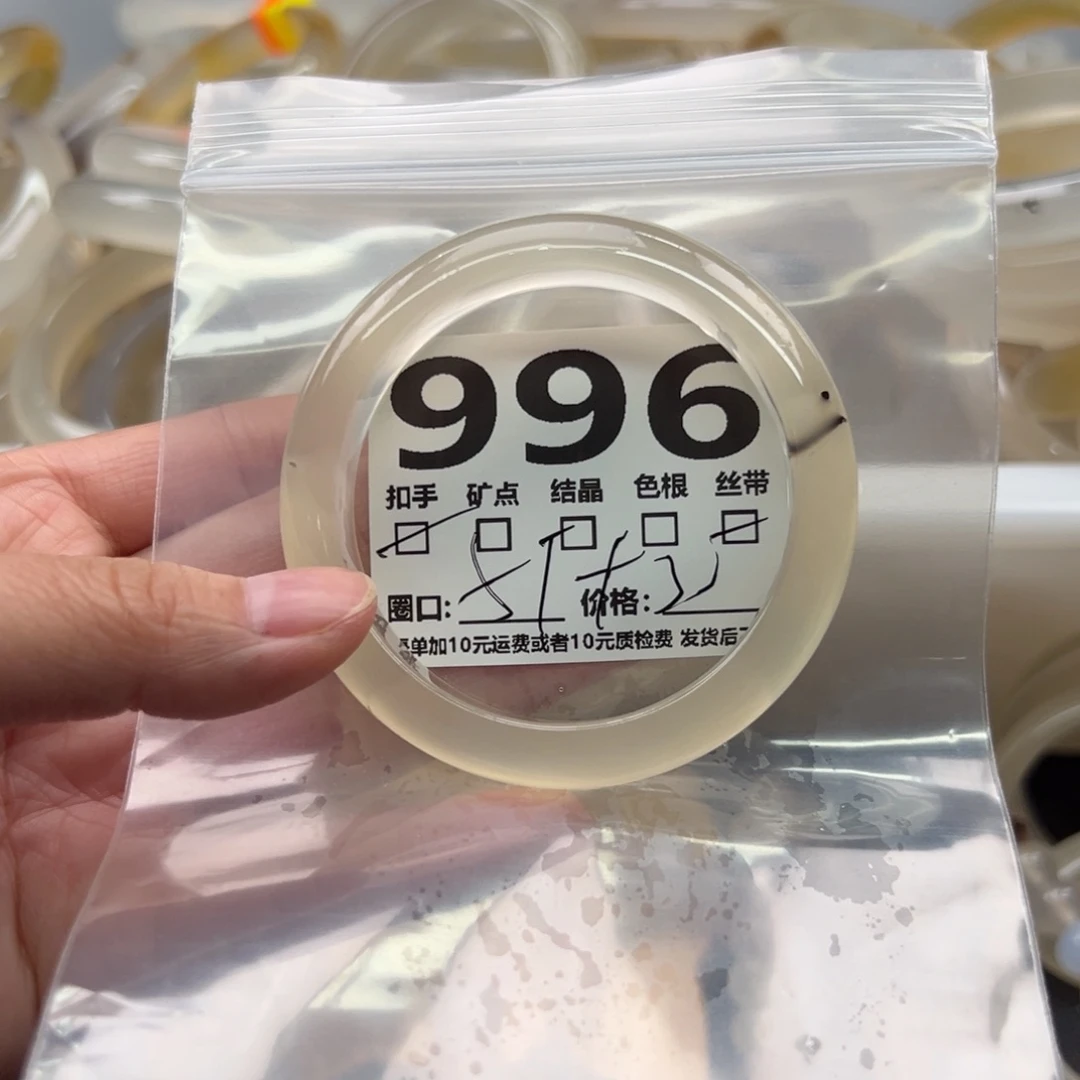 996
扣手 矿点 结晶 色根 丝带
圈口: 价格:
单加10元运费或者10元质检费 发货后